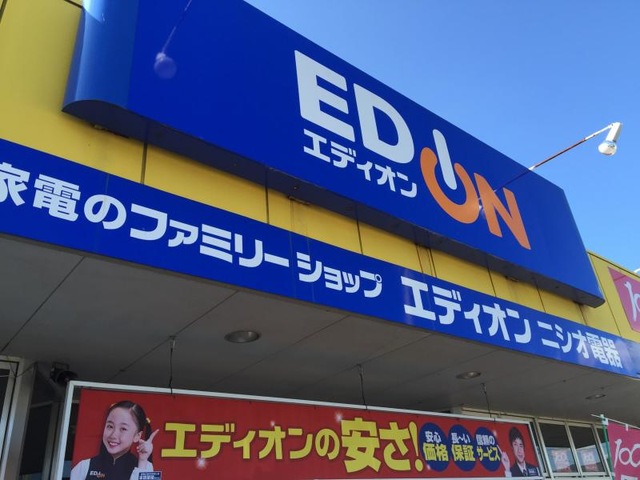 EDION
エディオン
家電のファミリーショップ エディオン ニシオ電器
エディオンの安さ!
安心価格
長〜い保証
信頼のサービス
EDION
100
100